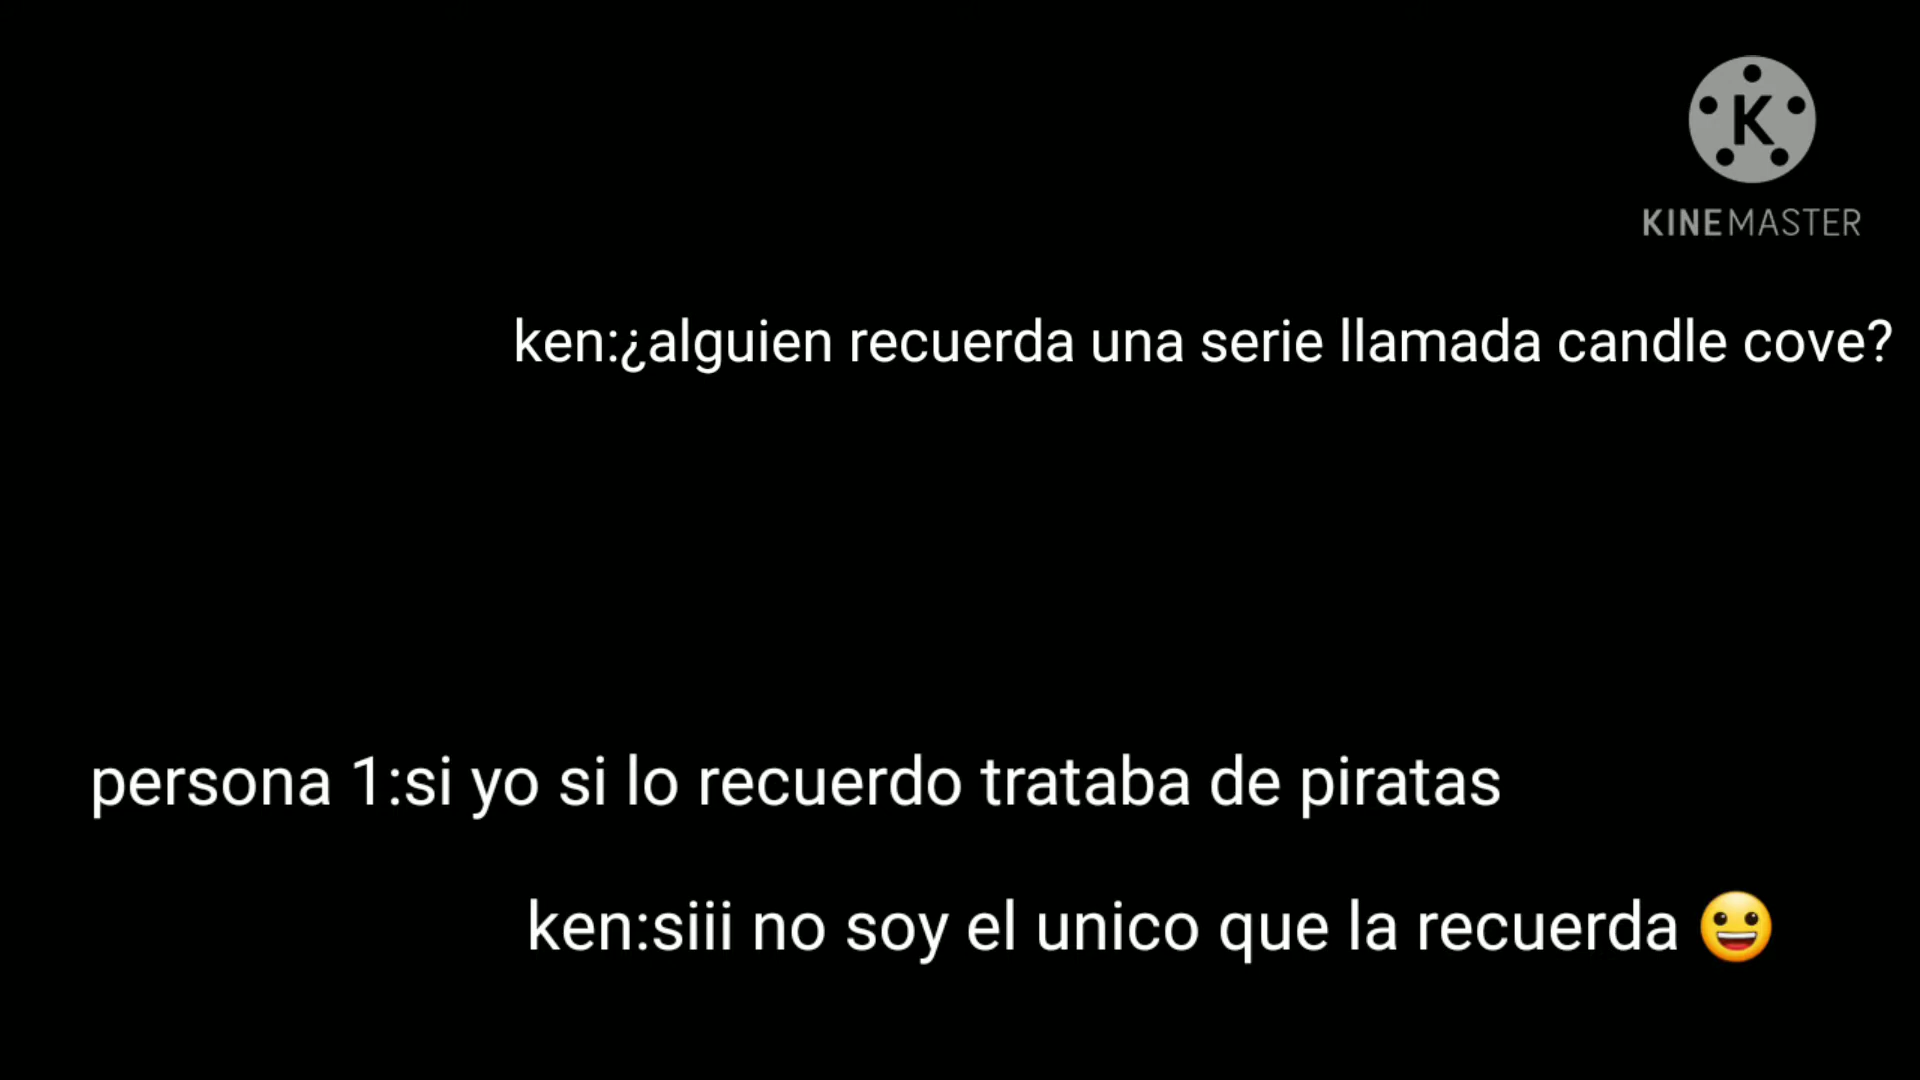 K
KINEMASTER
ken:¿alguien recuerda una serie llamada candle cove?
persona 1:si yo si lo recuerdo trataba de piratas
ken:siii no soy el unico que la recuerda 😀